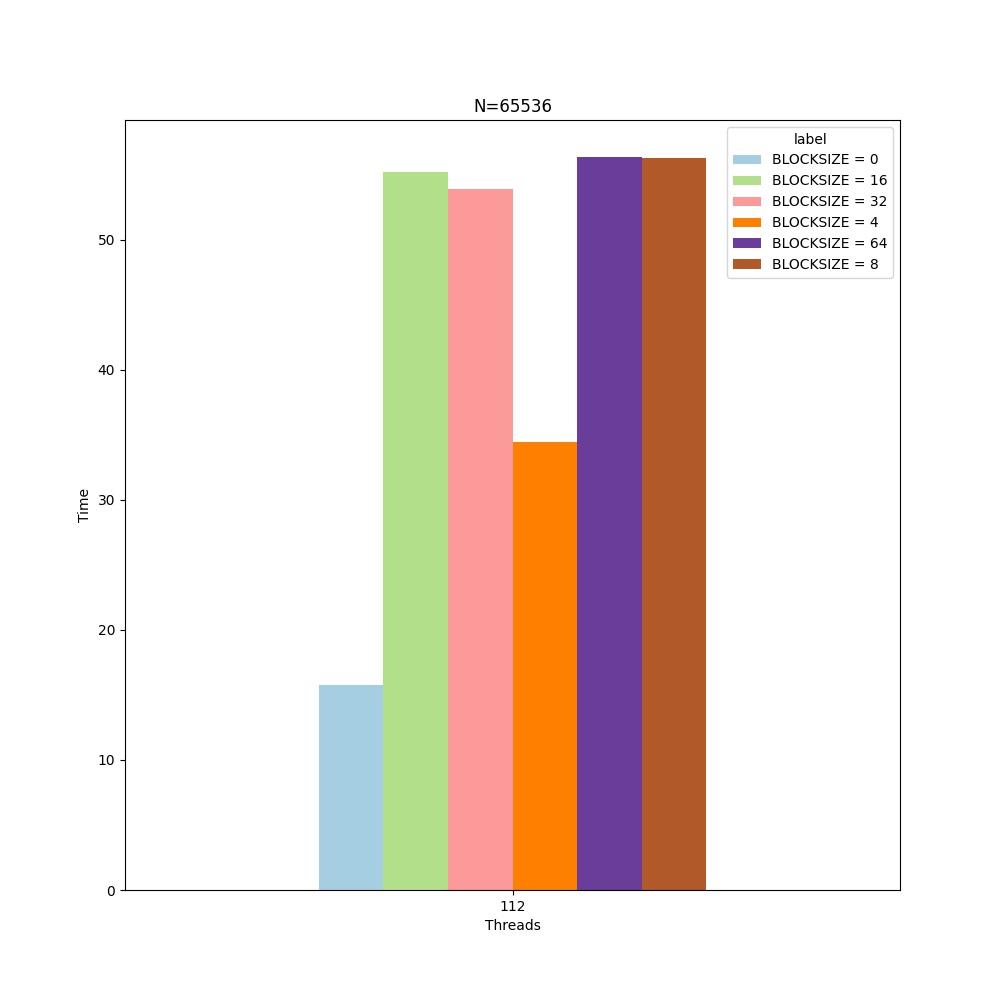 N=65536
label
BLOCKSIZE = 0
BLOCKSIZE = 16
BLOCKSIZE = 32
BLOCKSIZE = 4
BLOCKSIZE = 64
BLOCKSIZE = 8
50
40
30
20
10
0
Time
112
Threads